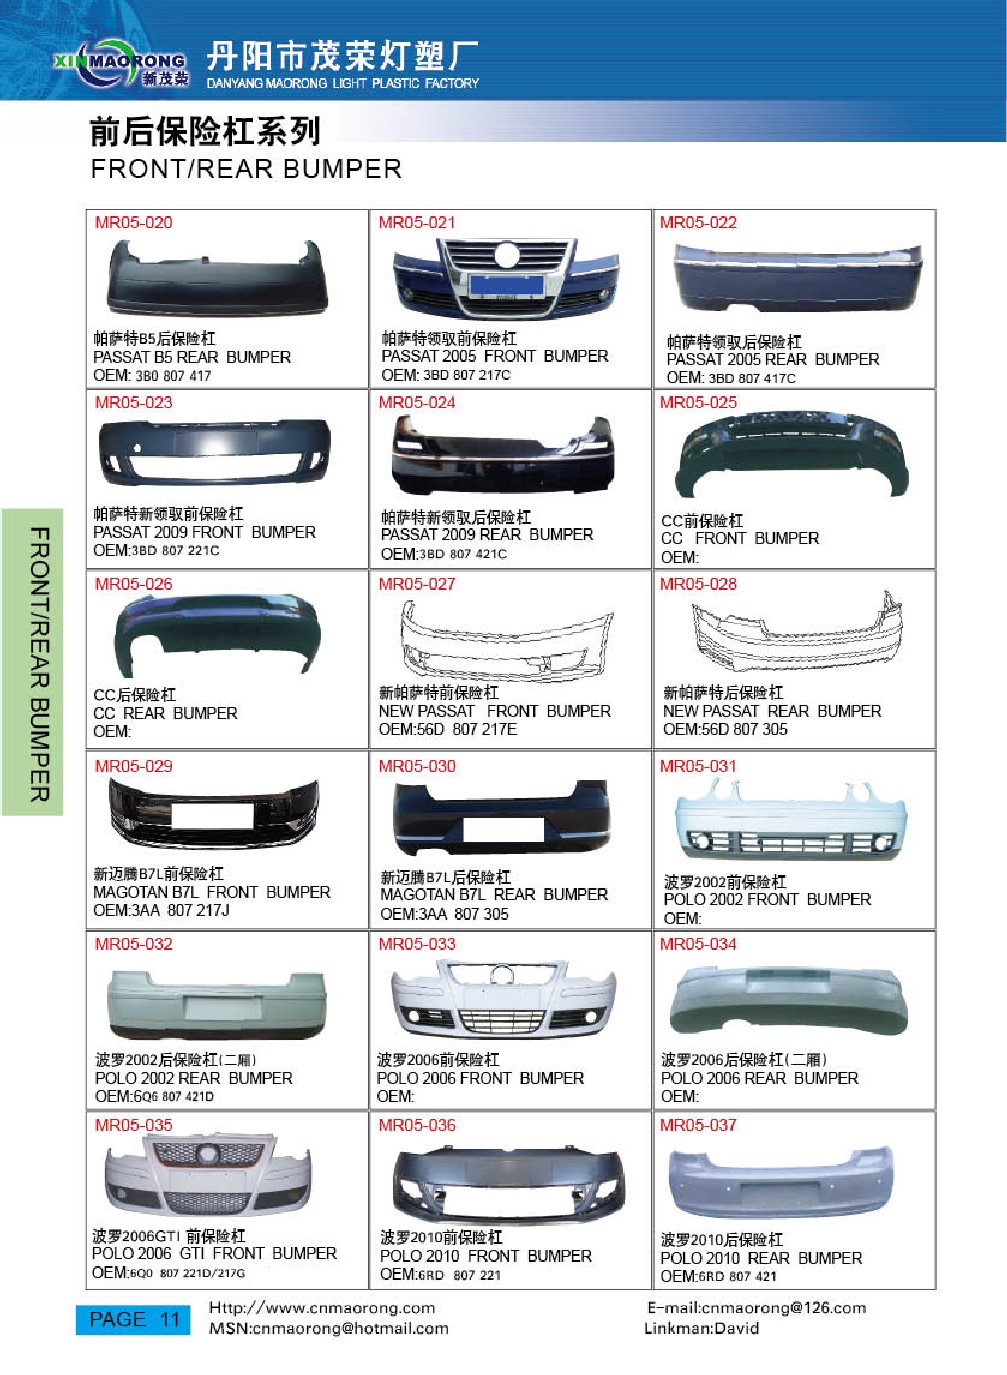 XINMAORONG
新茂荣
丹阳市茂荣灯塑厂
DANYANG MAORONG LIGHT PLASTIC FACTORY
前后保险杠系列
FRONT/REAR BUMPER
MR05-020
帕萨特B5后保险杠
PASSAT B5 REAR BUMPER
OEM: 3B0 807 417
MR05-021
帕萨特领驭前保险杠
PASSAT 2005 FRONT BUMPER
OEM: 3BD 807 217C
MR05-022
帕萨特领驭后保险杠
PASSAT 2005 REAR BUMPER
OEM: 3BD 807 417C
MR05-023
帕萨特新领驭前保险杠
PASSAT 2009 FRONT BUMPER
OEM:3BD 807 221C
MR05-024
帕萨特新领驭后保险杠
PASSAT 2009 REAR BUMPER
OEM:3BD 807 421C
MR05-025
CC前保险杠
CC FRONT BUMPER
OEM:
MR05-026
CC后保险杠
CC REAR BUMPER
OEM:
MR05-027
新帕萨特前保险杠
NEW PASSAT FRONT BUMPER
OEM:56D 807 217E
MR05-028
新帕萨特后保险杠
NEW PASSAT REAR BUMPER
OEM:56D 807 305
MR05-029
新迈腾B7L前保险杠
MAGOTAN B7L FRONT BUMPER
OEM:3AA 807 217J
MR05-030
新迈腾B7L后保险杠
MAGOTAN B7L REAR BUMPER
OEM:3AA 807 305
MR05-031
波罗2002前保险杠
POLO 2002 FRONT BUMPER
OEM:
MR05-032
波罗2002后保险杠(二厢)
POLO 2002 REAR BUMPER
OEM:6Q6 807 421D
MR05-033
波罗2006前保险杠
POLO 2006 FRONT BUMPER
OEM:
MR05-034
波罗2006后保险杠(二厢)
POLO 2006 REAR BUMPER
OEM:
MR05-035
波罗2006GTI 前保险杠
POLO 2006 GTI FRONT BUMPER
OEM:6Q0 807 221D/217G
MR05-036
波罗2010前保险杠
POLO 2010 FRONT BUMPER
OEM:6RD 807 221
MR05-037
波罗2010后保险杠
POLO 2010 REAR BUMPER
OEM:6RD 807 421
FRONT/REAR BUMPER
PAGE 11
Http://www.cnmaorong.com
MSN:cnmaorong@hotmail.com
E-mail:cnmaorong@126.com
Linkman:David